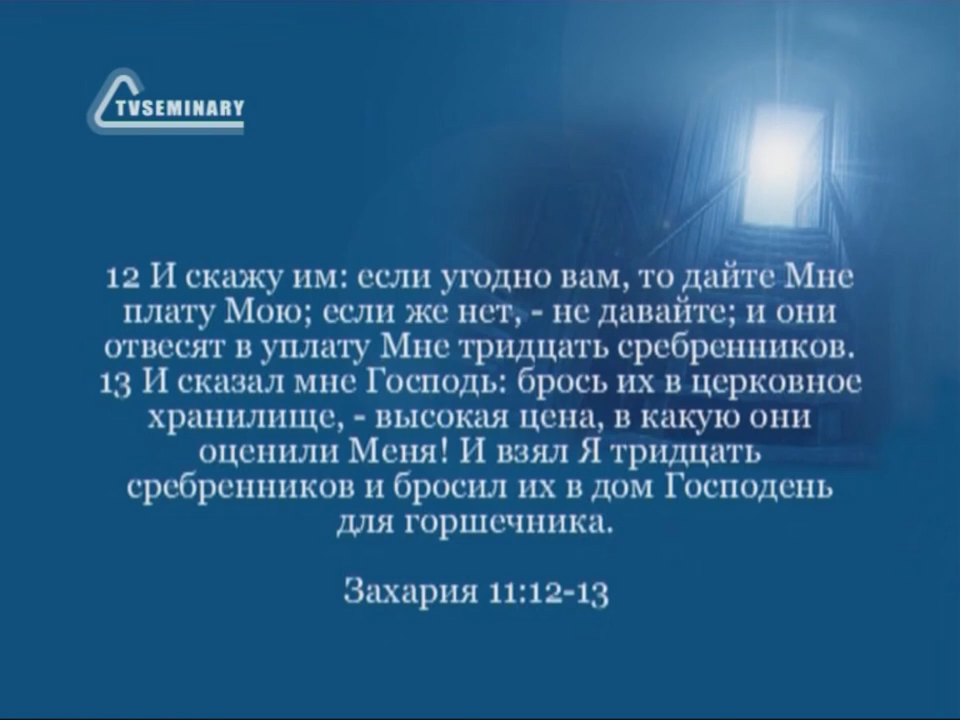 TVSEMINARY
12 И скажу им: если угодно вам, то дайте Мне
плату Мою; если же нет, - не давайте; и они
отвесят в уплату Мне тридцать сребренников.
13 И сказал мне Господь: брось их в церковное
хранилище, - высокая цена, в какую они
оценили Меня! И взял Я тридцать
сребренников и бросил их в дом Господень
для горшечника.
Захария 11:12-13